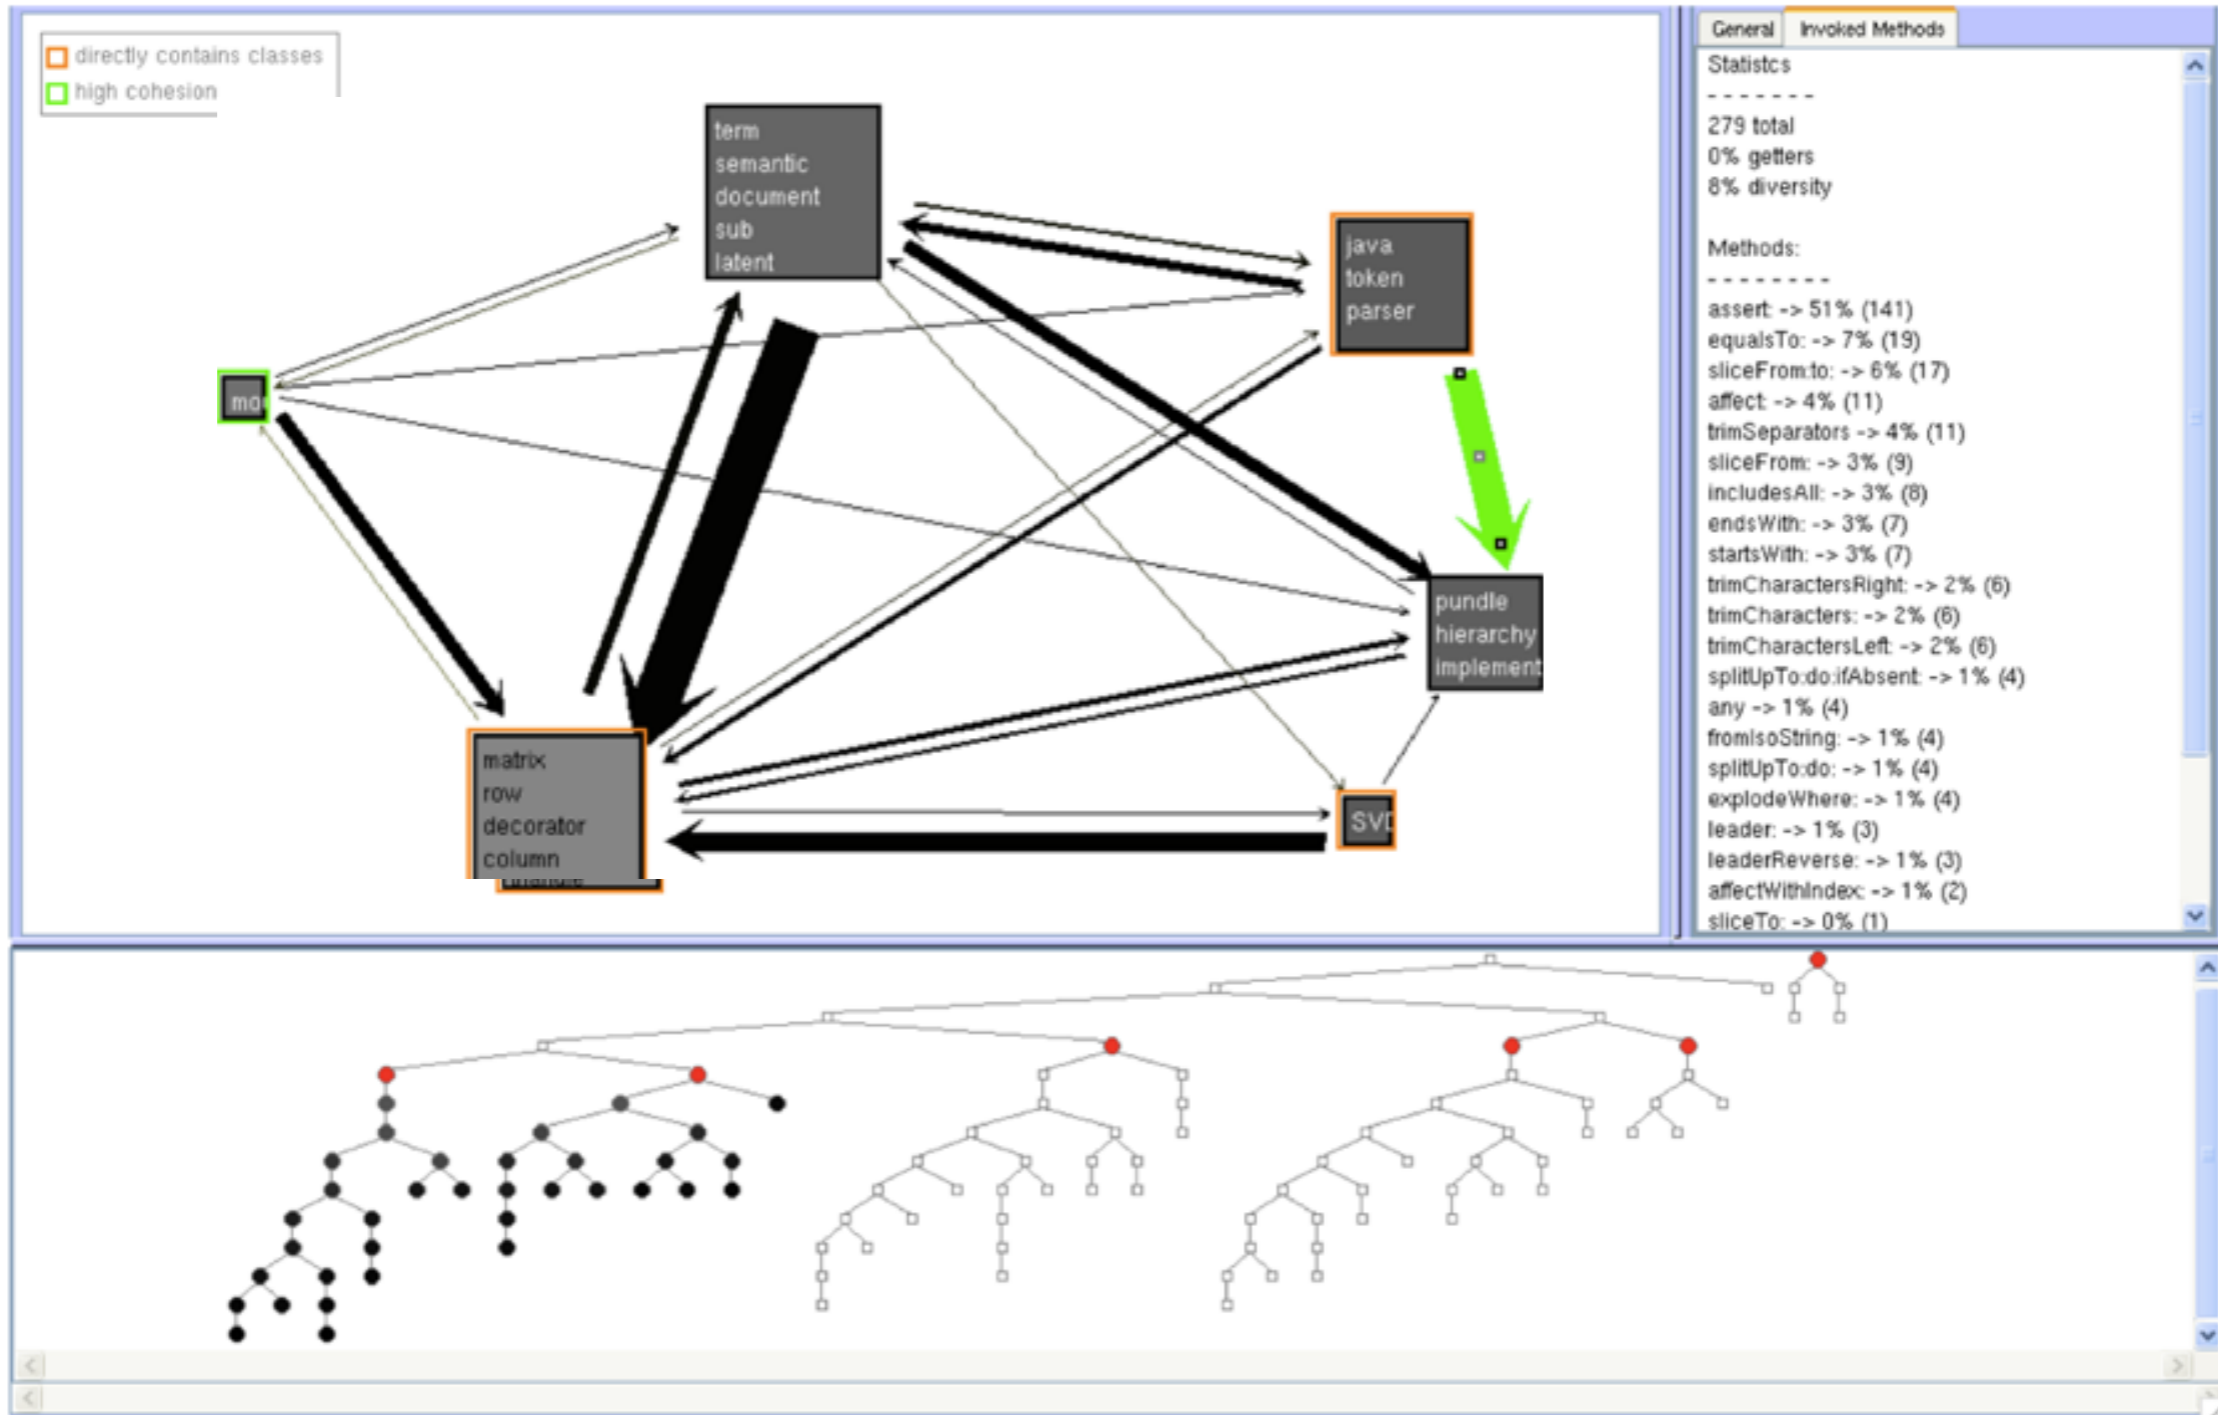 directly contains classes
high cohesion
term
semantic
document
sub
latent
java
token
parser
pundle
hierarchy
implement
matrix
row
decorator
column
General
Invoked Methods
Statistcs
- - - - - - -
279 total
0% getters
8% diversity
Methods:
- - - - - - - -
assert: -> 51% (141)
equalsTo: -> 7% (19)
sliceFrom:to: -> 6% (17)
affect: -> 4% (11)
trimSeparators -> 4% (11)
sliceFrom: -> 3% (9)
includesAll: -> 3% (8)
endsWith: -> 3% (7)
startsWith: -> 3% (7)
trimCharactersRight: -> 2% (6)
trimCharacters: -> 2% (6)
trimCharactersLeft: -> 2% (6)
splitUpTo:do:ifAbsent: -> 1% (4)
any -> 1% (4)
fromIsoString: -> 1% (4)
splitUpTo:do: -> 1% (4)
explodeWhere: -> 1% (4)
leader: -> 1% (3)
leaderReverse: -> 1% (3)
affectWithIndex: -> 1% (2)
sliceTo: -> 0% (1)